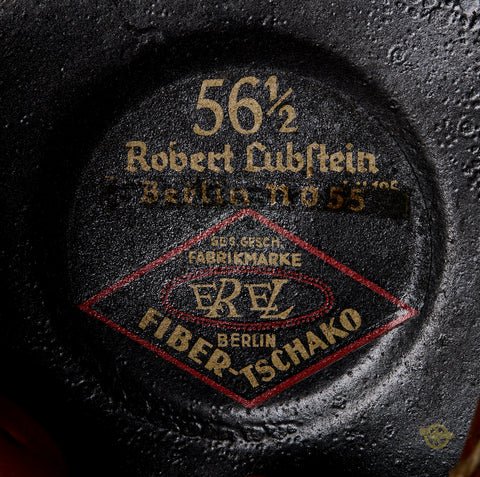 56½
Robert Lubſtein
Berlin NO 55
GES. GESCH.
FABRIKMARKE
EREL
BERLIN
FIBER-TSCHAKO